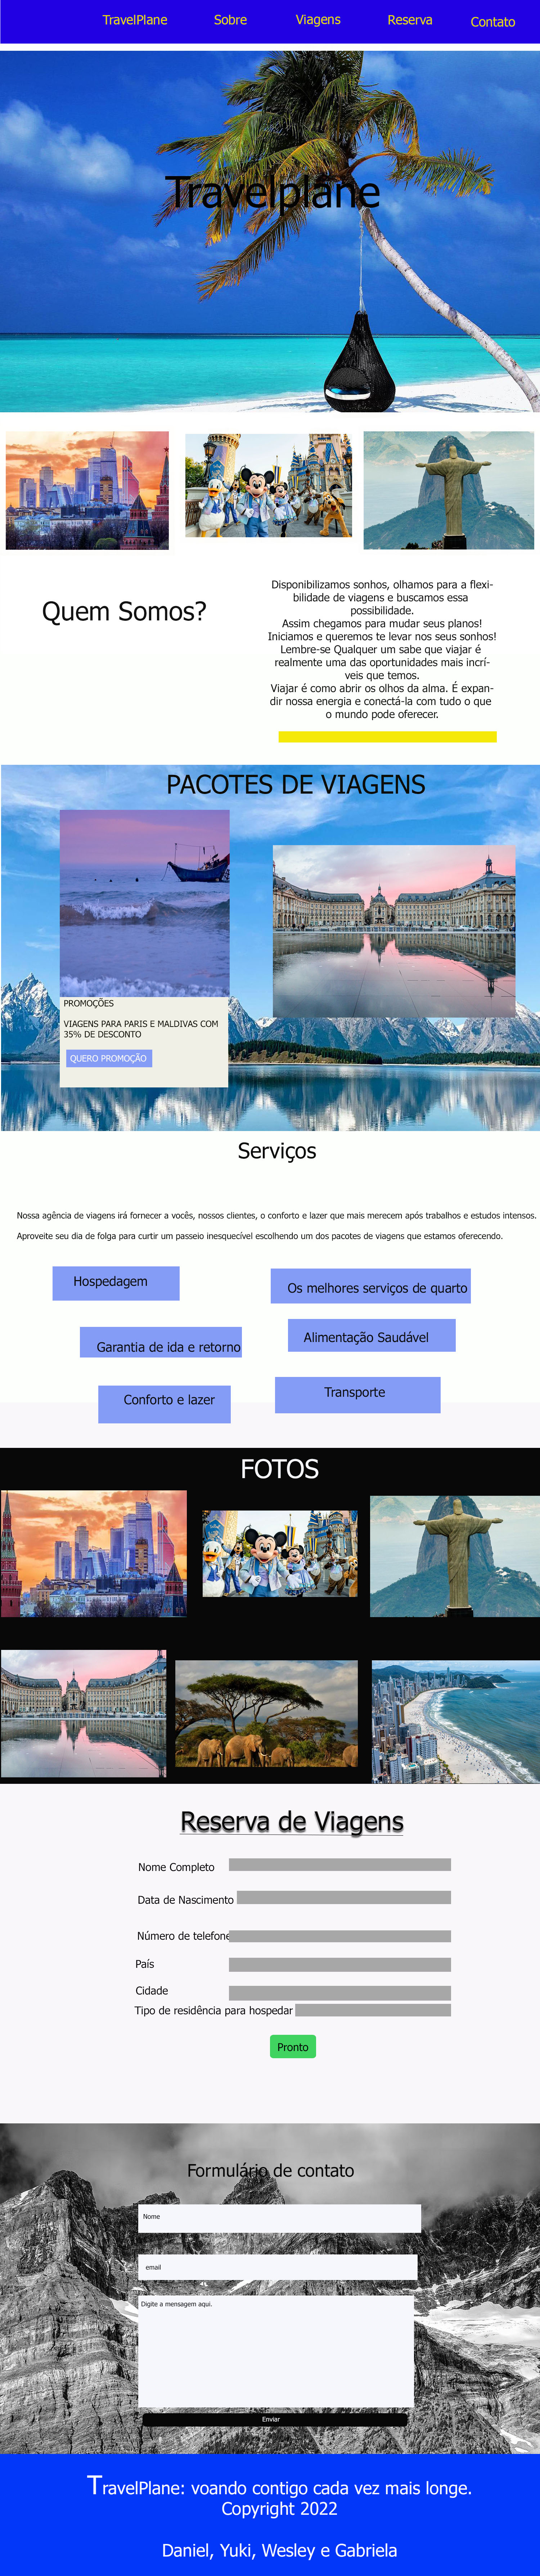 TravelPlane Sobre Viagens Reserva Contato
Travelplane
Quem Somos?
Disponibilizamos sonhos, olhamos para a flexi-
bilidade de viagens e buscamos essa
possibilidade.
Assim chegamos para mudar seus planos!
Iniciamos e queremos te levar nos seus sonhos!
Lembre-se Qualquer um sabe que viajar é
realmente uma das oportunidades mais incrí-
veis que temos.
Viajar é como abrir os olhos da alma. É expan-
dir nossa energia e conectá-la com tudo o que
o mundo pode oferecer.
PACOTES DE VIAGENS
PROMOÇÕES
VIAGENS PARA PARIS E MALDIVAS COM
35% DE DESCONTO
QUERO PROMOÇÃO
Serviços
Nossa agência de viagens irá fornecer a vocês, nossos clientes, o conforto e lazer que mais merecem após trabalhos e estudos intensos.
Aproveite seu dia de folga para curtir um passeio inesquecível escolhendo um dos pacotes de viagens que estamos oferecendo.
Hospedagem
Os melhores serviços de quarto
Garantia de ida e retorno
Alimentação Saudável
Conforto e lazer
Transporte
FOTOS
Reserva de Viagens
Nome Completo
Data de Nascimento
Número de telefone
País
Cidade
Tipo de residência para hospedar
Pronto
Formulário de contato
Nome
email
Digite a mensagem aqui.
Enviar
TravelPlane: voando contigo cada vez mais longe.
Copyright 2022
Daniel, Yuki, Wesley e Gabriela